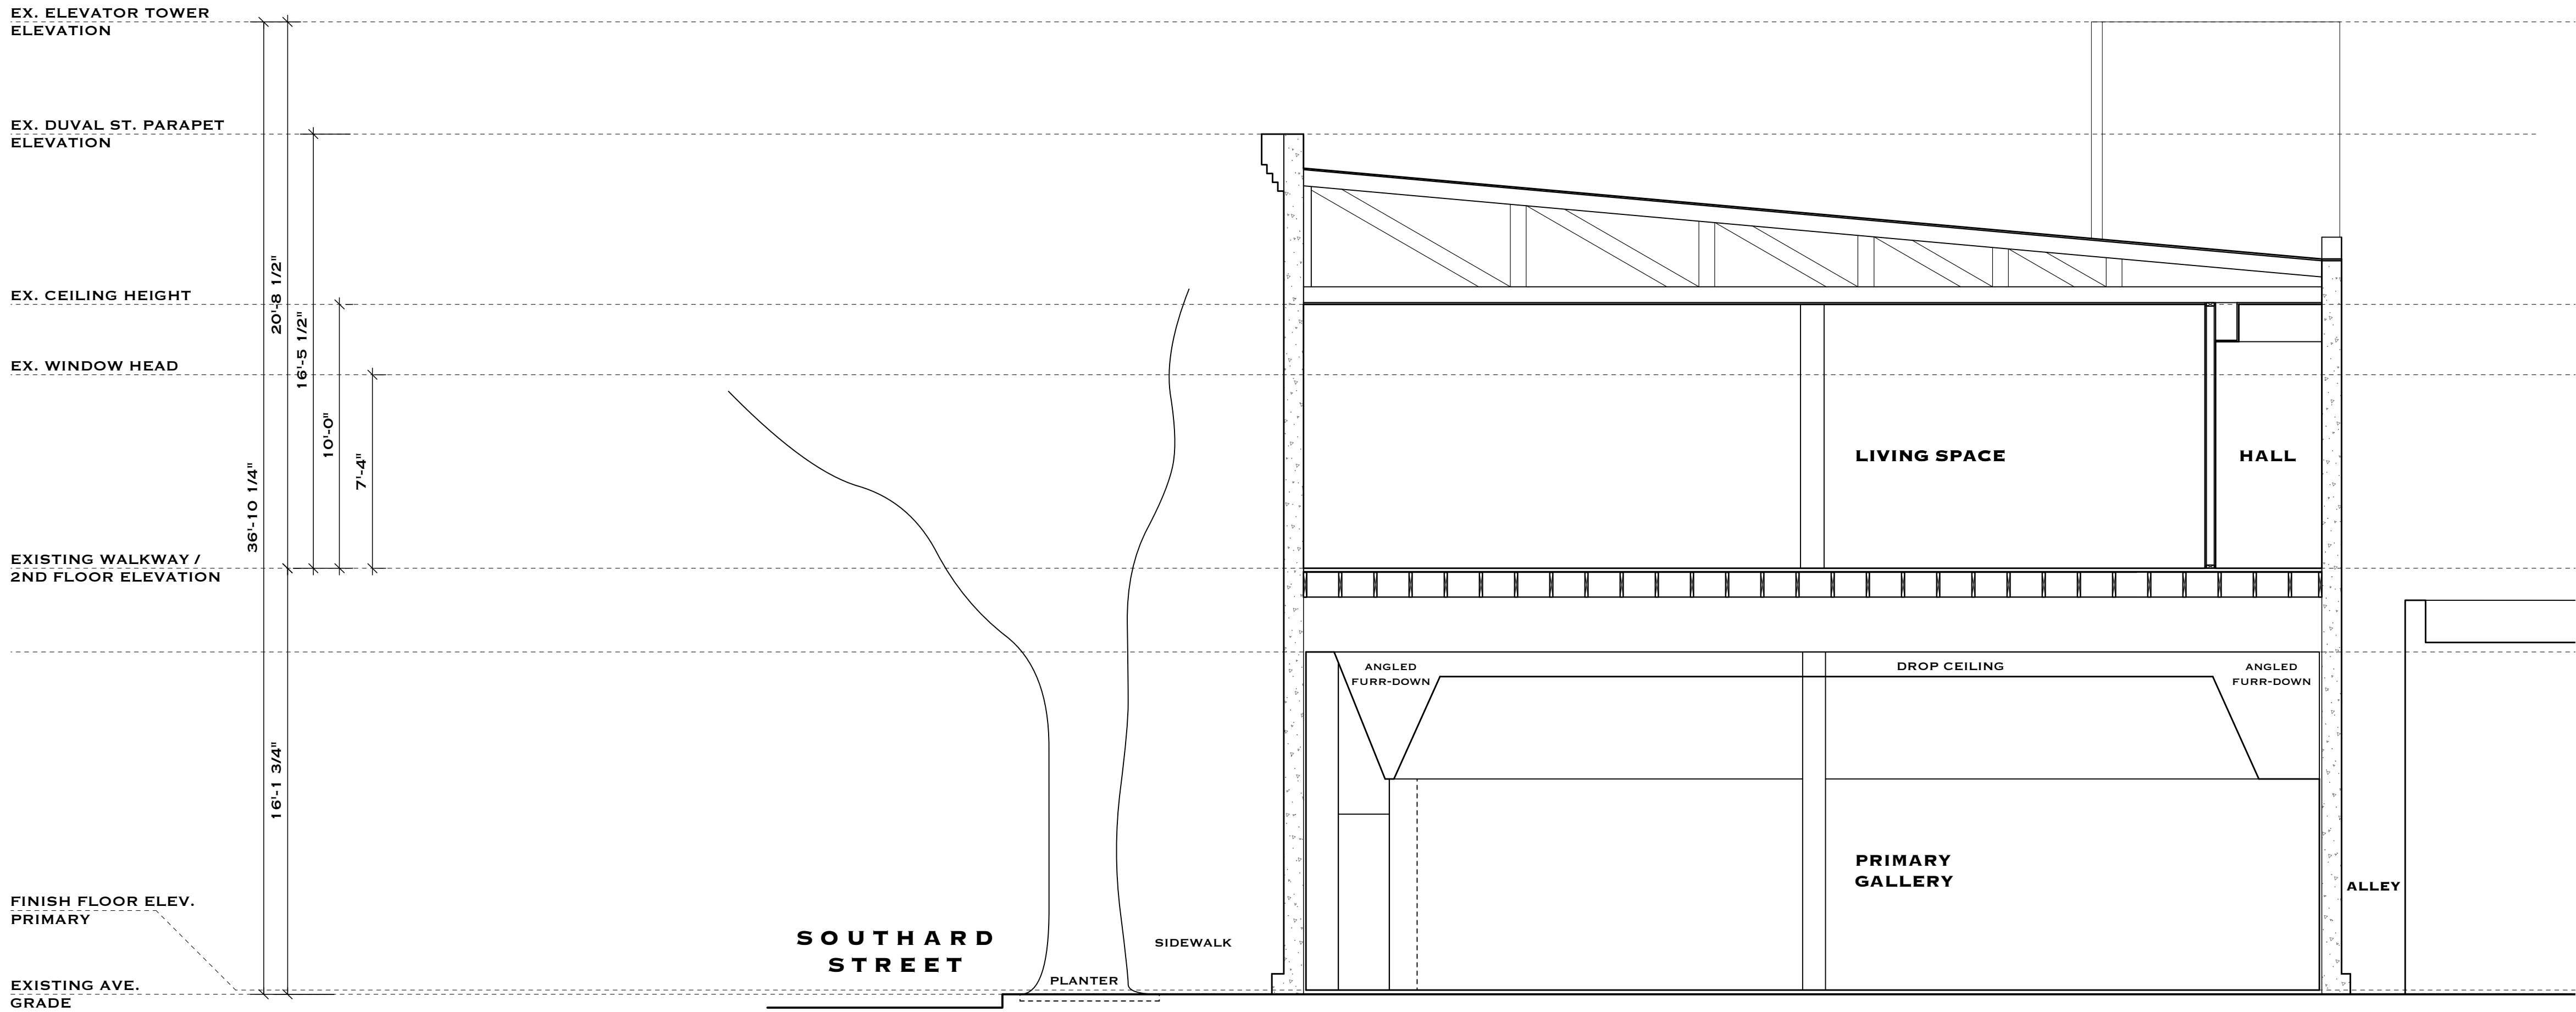 EX. ELEVATOR TOWER
ELEVATION
EX. DUVAL ST. PARAPET
ELEVATION
EX. CEILING HEIGHT
EX. WINDOW HEAD
EXISTING WALKWAY /
2ND FLOOR ELEVATION
FINISH FLOOR ELEV.
PRIMARY
EXISTING AVE.
GRADE
36'-10 1/4"
20'-8 1/2"
16'-1 3/4"
16'-5 1/2"
10'-0"
7'-4"
SOUTHARD
STREET
PLANTER
SIDEWALK
LIVING SPACE
HALL
ANGLED
FURR-DOWN
DROP CEILING
ANGLED
FURR-DOWN
PRIMARY
GALLERY
ALLEY